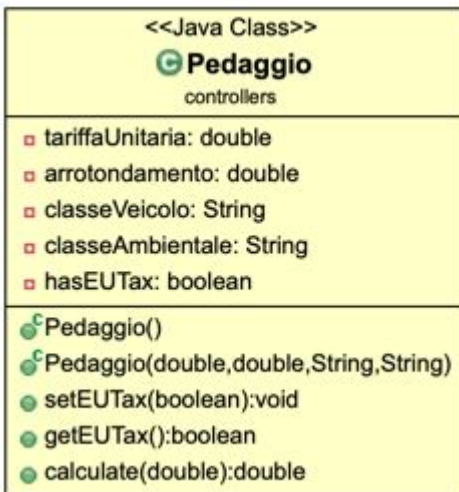 <<Java Class>>
Pedaggio
controllers
tariffaUnitaria: double
arrotondamento: double
classeVeicolo: String
classeAmbientale: String
hasEUTax: boolean
Pedaggio()
Pedaggio(double,double,String,String)
setEUTax(boolean):void
getEUTax():boolean
calculate(double):double